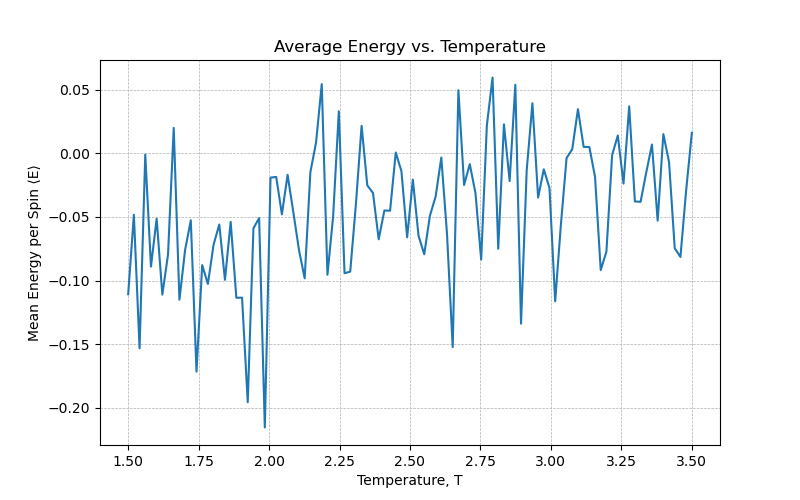 Average Energy vs. Temperature
Mean Energy per Spin ⟨E⟩
0.05
0.00
−0.05
−0.10
−0.15
−0.20
1.50 1.75 2.00 2.25 2.50 2.75 3.00 3.25 3.50
Temperature, T